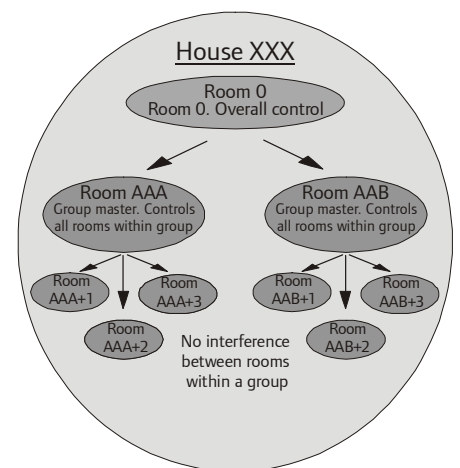 House XXX
Room 0
Room 0. Overall control
Room AAA
Group master. Controls
all rooms within group
Room AAB
Group master. Controls
all rooms within group
Room
AAA+1
Room
AAA+3
Room
AAA+2
Room
AAB+1
Room
AAB+3
Room
AAB+2
No interference
between rooms
within a group